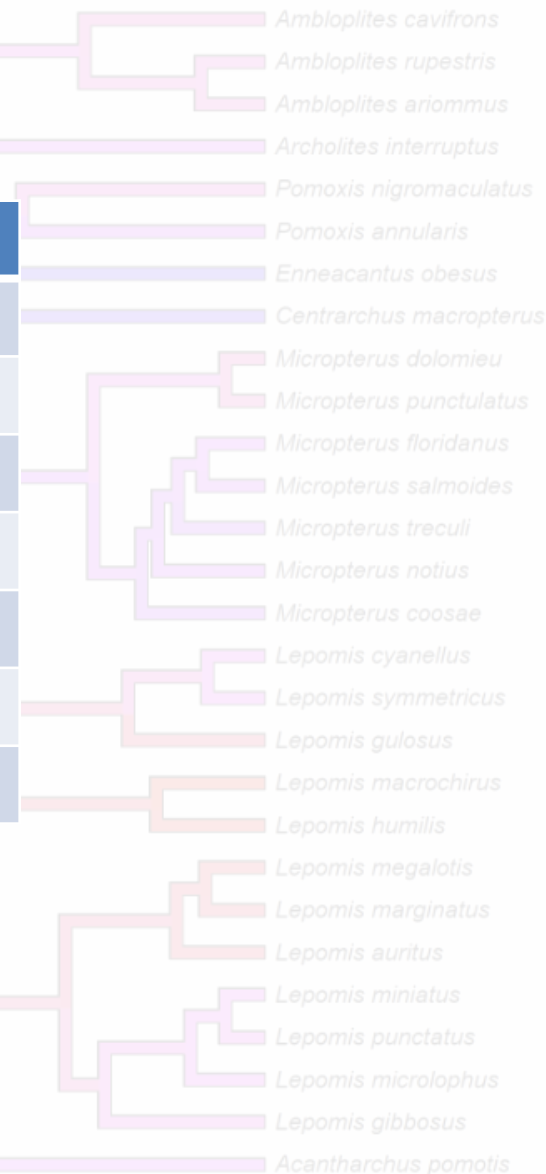 Ambloplites cavifrons
Ambloplites rupestris
Ambloplites ariommus
Archolites interruptus
Pomoxis nigromaculatus
Pomoxis annularis
Enneacantus obesus
Centrarchus macropterus
Micropterus dolomieu
Micropterus punctulatus
Micropterus floridanus
Micropterus salmoides
Micropterus treculi
Micropterus notius
Micropterus coosae
Lepomis cyanellus
Lepomis symmetricus
Lepomis gulosus
Lepomis macrochirus
Lepomis humilis
Lepomis megalotis
Lepomis marginatus
Lepomis auritus
Lepomis miniatus
Lepomis punctatus
Lepomis microlophus
Lepomis gibbosus
Acantharchus pomotis